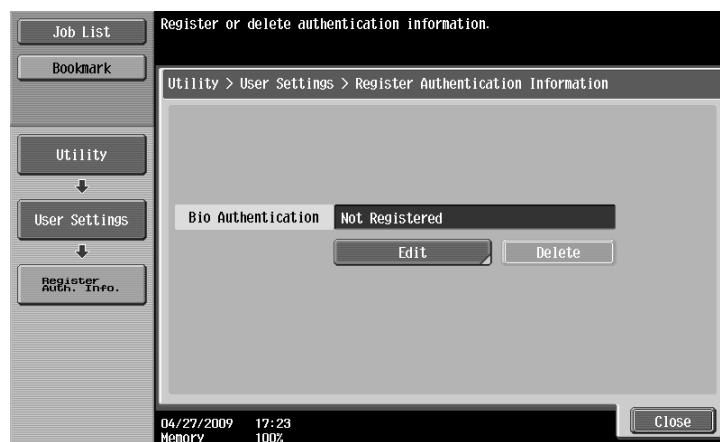 Job List
Bookmark
Utility
User Settings
Register
Auth. Info.
Register or delete authentication information.
Utility > User Settings > Register Authentication Information
Bio Authentication Not Registered
Edit Delete
04/27/2009 17:23
Memory 100%
Close